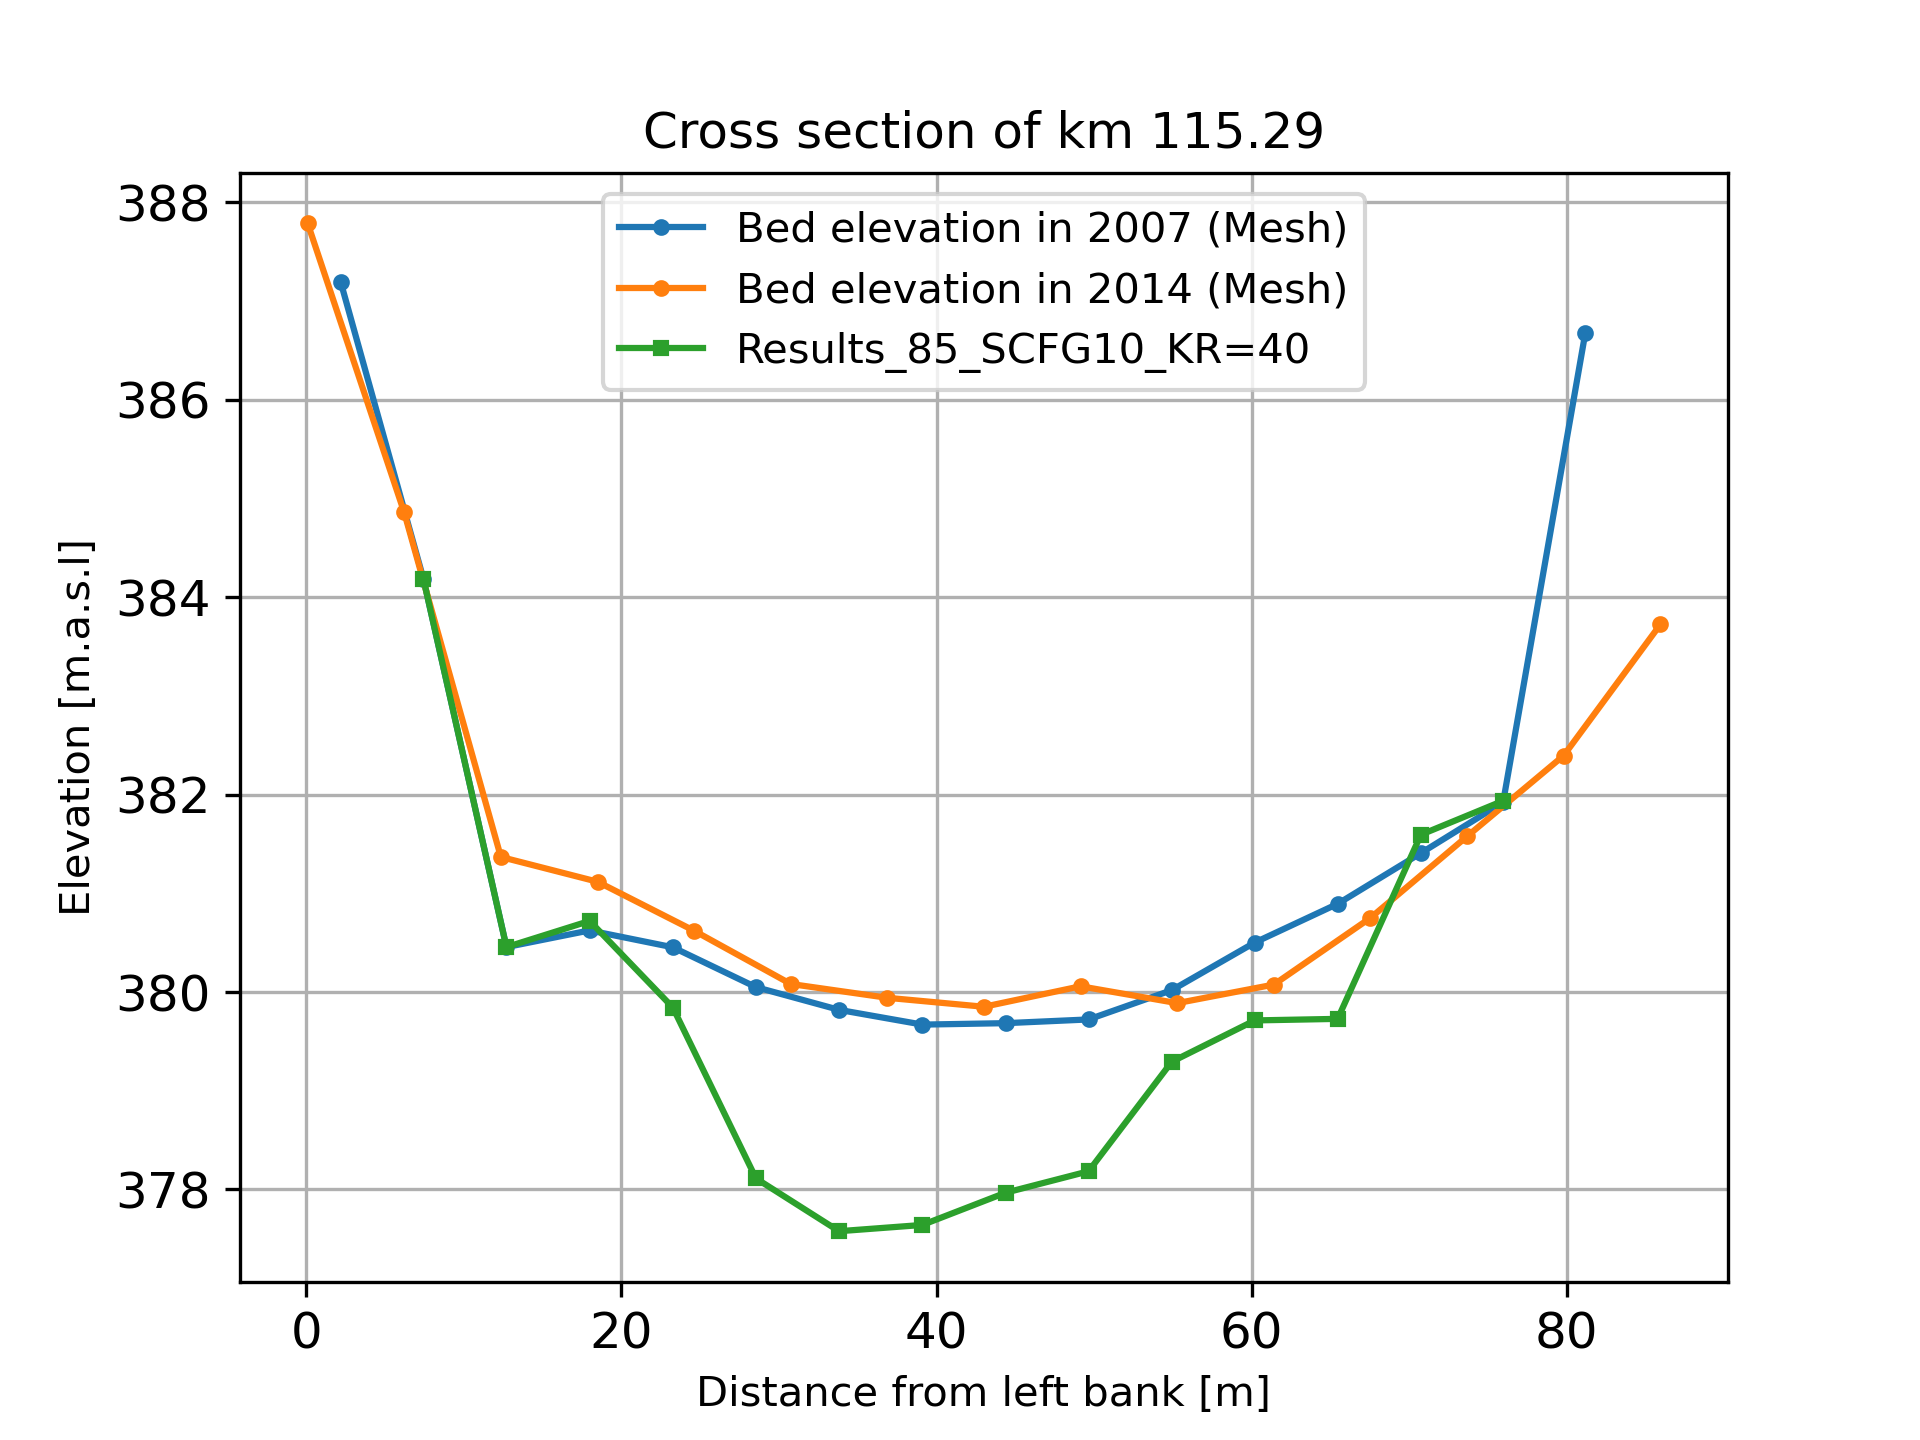 Cross section of km 115.29
Bed elevation in 2007 (Mesh)
Bed elevation in 2014 (Mesh)
Results_85_SCFG10_KR=40
388
386
384
382
380
378
Elevation [m.a.s.l]
0 20 40 60 80
Distance from left bank [m]